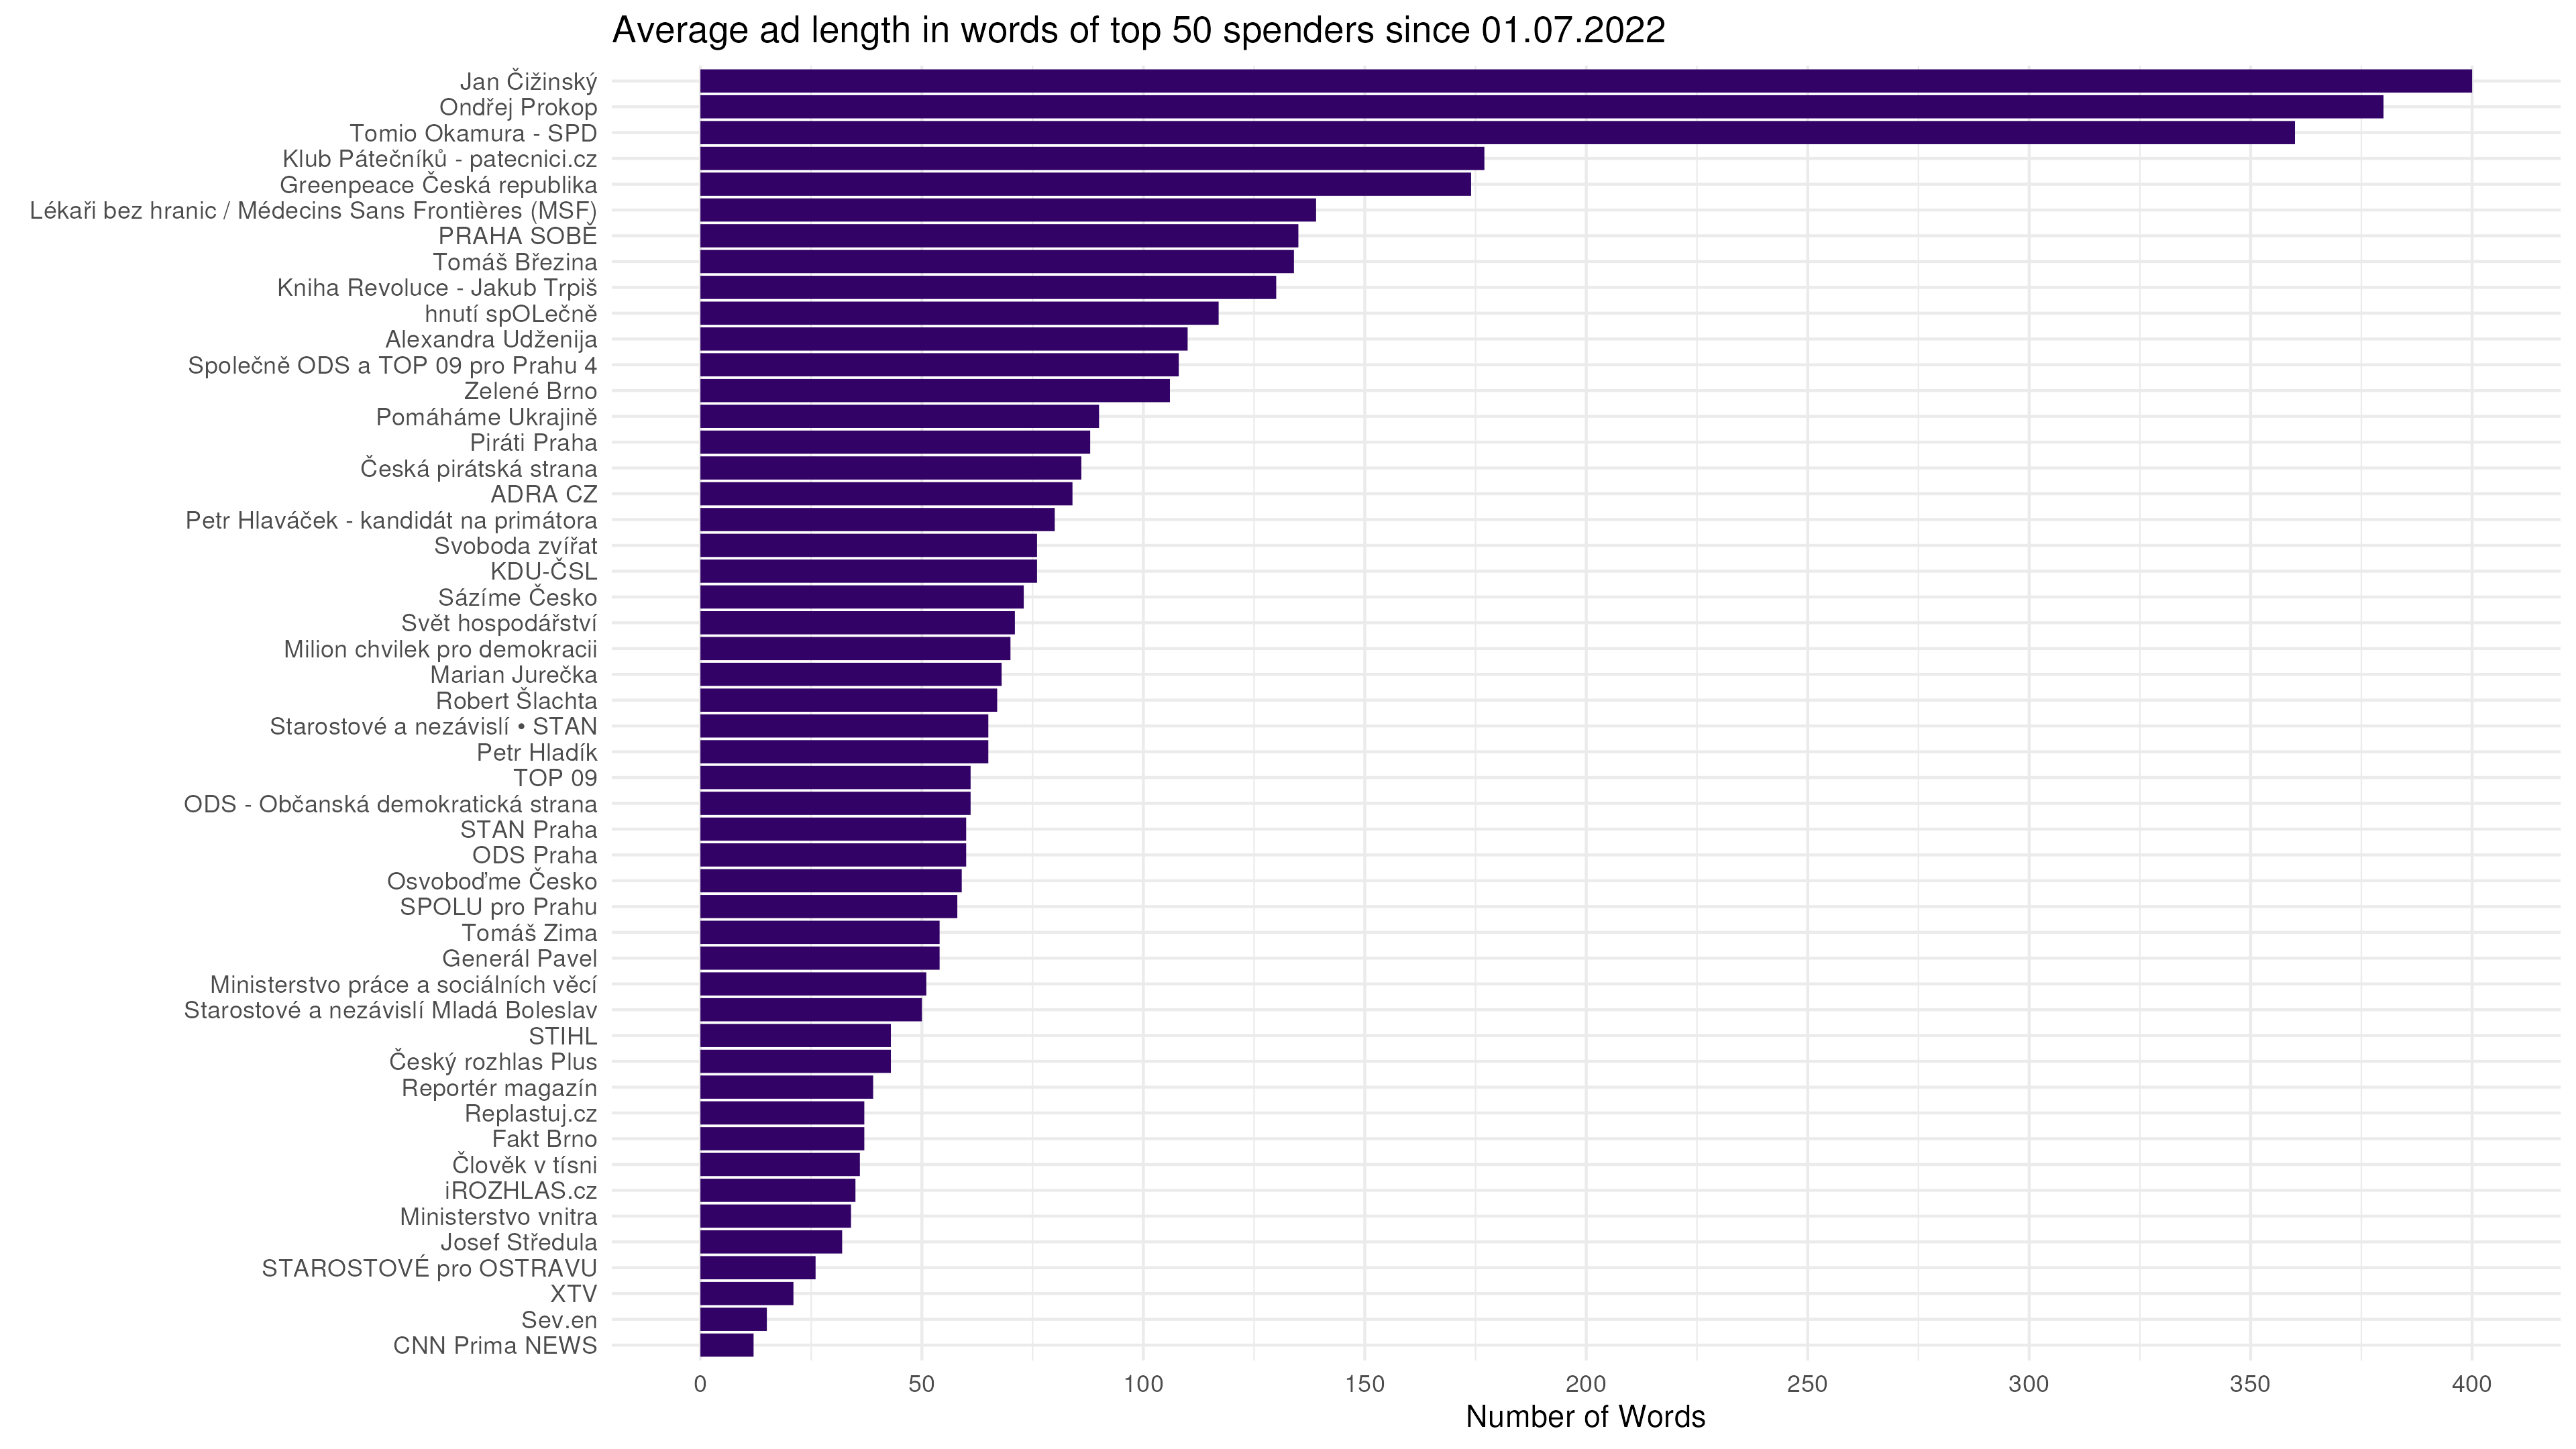 Average ad length in words of top 50 spenders since 01.07.2022
Jan Čižinský
Ondřej Prokop
Tomio Okamura - SPD
Klub Pátečníků - patecnici.cz
Greenpeace Česká republika
Lékaři bez hranic / Médecins Sans Frontières (MSF)
PRAHA SOBĚ
Tomáš Březina
Kniha Revoluce - Jakub Trpiš
hnutí spOLečně
Alexandra Udženija
Společně ODS a TOP 09 pro Prahu 4
Zelené Brno
Pomáháme Ukrajině
Piráti Praha
Česká pirátská strana
ADRA CZ
Petr Hlaváček - kandidát na primátora
Svoboda zvířat
KDU-ČSL
Sázíme Česko
Svět hospodářství
Milion chvilek pro demokracii
Marian Jurečka
Robert Šlachta
Starostové a nezávislí • STAN
Petr Hladík
TOP 09
ODS - Občanská demokratická strana
STAN Praha
ODS Praha
Osvoboďme Česko
SPOLU pro Prahu
Tomáš Zima
Generál Pavel
Ministerstvo práce a sociálních věcí
Starostové a nezávislí Mladá Boleslav
STIHL
Český rozhlas Plus
Reportér magazín
Replastuj.cz
Fakt Brno
Člověk v tísni
iROZHLAS.cz
Ministerstvo vnitra
Josef Středula
STAROSTOVÉ pro OSTRAVU
XTV
Sev.en
CNN Prima NEWS
0 50 100 150 200 250 300 350 400
Number of Words